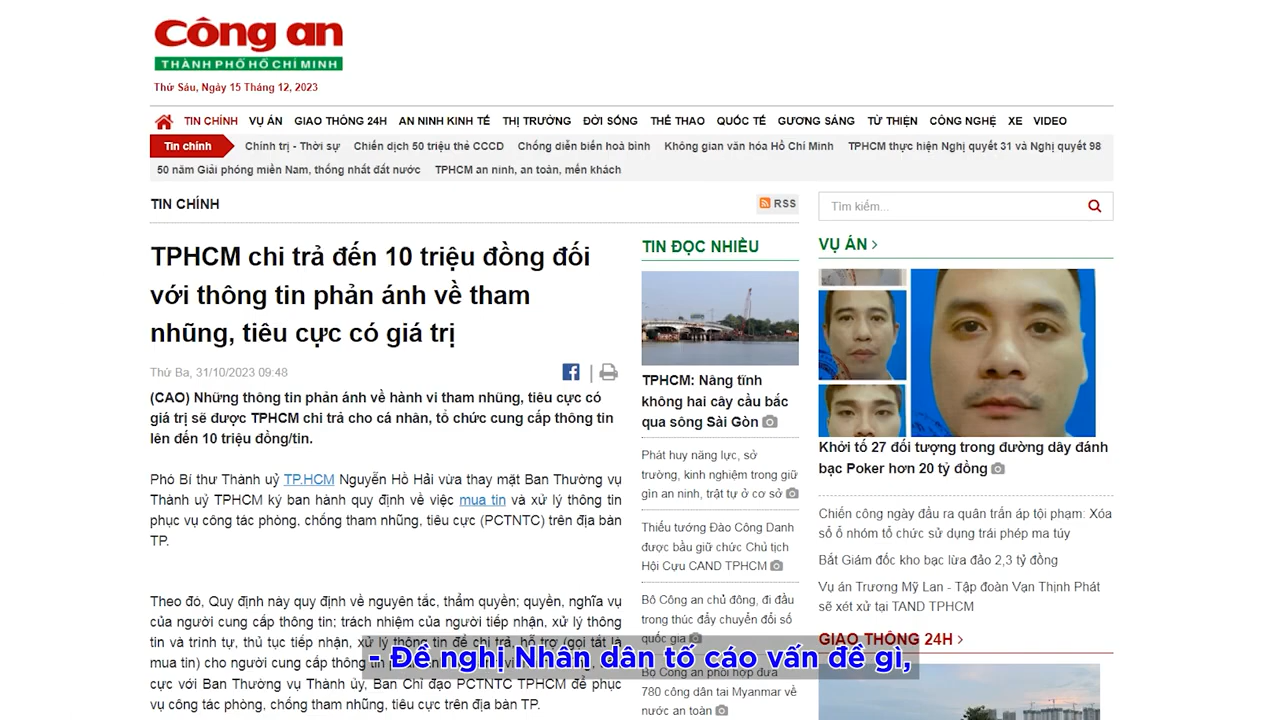 Công an
THÀNH PHỐ HỒ CHÍ MINH
Thứ Sáu, Ngày 15 Tháng 12, 2023
TIN CHÍNH VỤ ÁN GIAO THÔNG 24H AN NINH KINH TẾ THỊ TRƯỜNG ĐỜI SỐNG THỂ THAO QUỐC TẾ GƯƠNG SÁNG TỪ THIỆN CÔNG NGHỆ XE VIDEO
Tin chính Chính trị - Thời sự Chiến dịch 50 triệu thẻ CCCD Chống diễn biến hoà bình Không gian văn hóa Hồ Chí Minh TPHCM thực hiện Nghị quyết 31 và Nghị quyết 98
50 năm Giải phóng miền Nam, thống nhất đất nước TPHCM an ninh, an toàn, mến khách
TIN CHÍNH
RSS
Tìm kiếm...
TPHCM chi trả đến 10 triệu đồng đối
với thông tin phản ánh về tham
nhũng, tiêu cực có giá trị
Thứ Ba, 31/10/2023 09:48
(CAO) Những thông tin phản ánh về hành vi tham nhũng, tiêu cực có
giá trị sẽ được TPHCM chi trả cho cá nhân, tổ chức cung cấp thông tin
lên đến 10 triệu đồng/tin.
Phó Bí thư Thành uỷ TP.HCM Nguyễn Hồ Hải vừa thay mặt Ban Thường vụ
Thành uỷ TPHCM ký ban hành quy định về việc mua tin và xử lý thông tin
phục vụ công tác phòng, chống tham nhũng, tiêu cực (PCTNTC) trên địa bàn
TP.
Theo đó, Quy định này quy định về nguyên tắc, thẩm quyền; quyền, nghĩa vụ
của người cung cấp thông tin; trách nhiệm của người tiếp nhận, xử lý thông
tin và trình tự, thủ tục tiếp nhận, xử lý thông tin để chi trả, hỗ trợ (gọi tắt là
mua tin) cho người cung cấp thông tin
cực với Ban Thường vụ Thành ủy, Ban Chỉ đạo PCTNTC TPHCM để phục
vụ công tác phòng, chống tham nhũng, tiêu cực trên địa bàn TP.
TIN ĐỌC NHIỀU
TPHCM: Nâng tĩnh
không hai cây cầu bắc
qua sông Sài Gòn
Phát huy năng lực, sở
trường, kinh nghiệm trong giữ
gìn an ninh, trật tự ở cơ sở
Thiếu tướng Đào Công Danh
được bầu giữ chức Chủ tịch
Hội Cựu CAND TPHCM
Bộ Công an chủ động, đi đầu
trong thúc đẩy chuyển đổi số
quốc gia
Bộ Công an phối hợp đưa
780 công dân tại Myanmar về
nước an toàn
VỤ ÁN
Khởi tố 27 đối tượng trong đường dây đánh
bạc Poker hơn 20 tỷ đồng
Chiến công ngày đầu ra quân trấn áp tội phạm: Xóa
sổ ổ nhóm tổ chức sử dụng trái phép ma túy
Bắt Giám đốc kho bạc lừa đảo 2,3 tỷ đồng
Vụ án Trương Mỹ Lan - Tập đoàn Vạn Thịnh Phát
sẽ xét xử tại TAND TPHCM
GIAO THÔNG 24H
- Đề nghị Nhân dân tố cáo vấn đề gì,